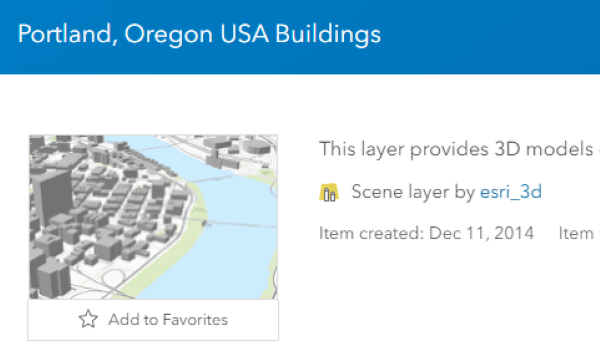 Portland, Oregon USA Buildings
This layer provides 3D models
Scene layer by esri_3d
Item created: Dec 11, 2014 Item
Add to Favorites